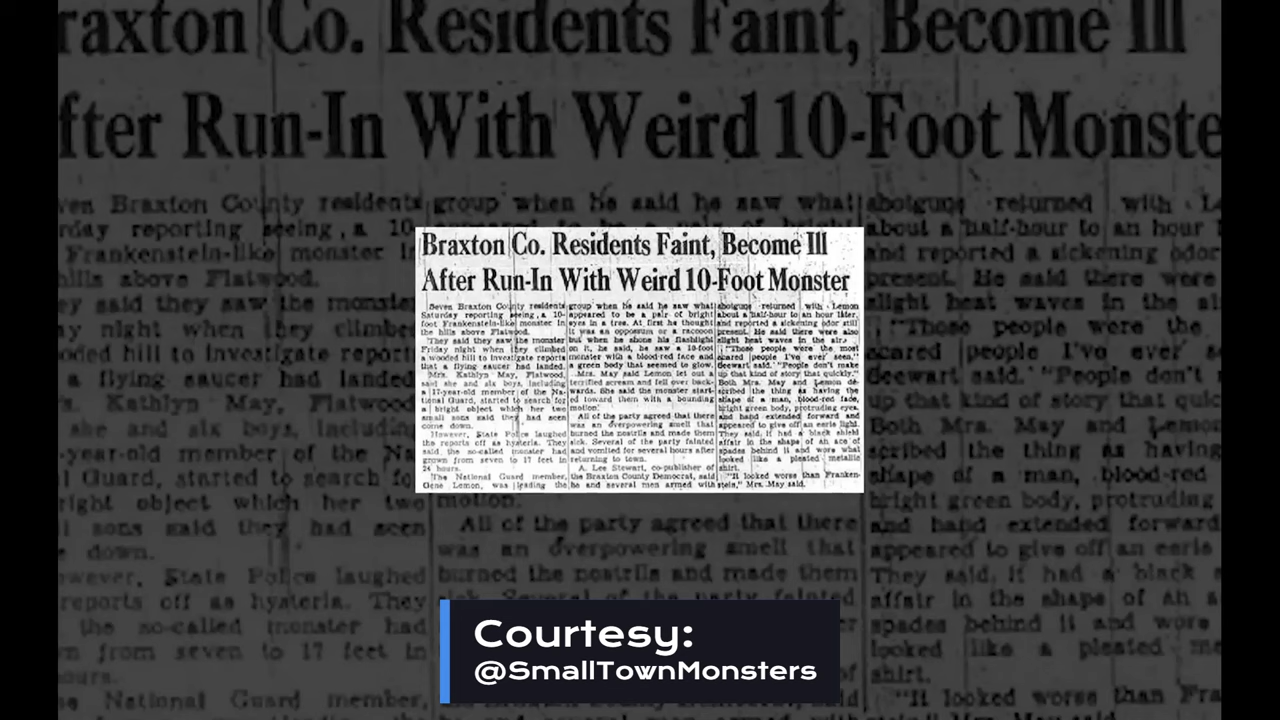 Braxton Co. Residents Faint, Become Ill
After Run-In With Weird 10-Foot Monster
Seven Braxton County residents
Saturday reporting seeing, a 10-
foot Frankenstein-like monster in
the hills above Flatwood.
They said they saw the monster
Friday night when they climbed
a wooded hill to investigate reports
that a flying saucer had landed.
Mrs. Kathlyn May, Flatwood,
said she and six boys, including
a 17-year-old member of the Na-
tional Guard, started to search for
a bright object which her two
small sons said they had seen
come down.
However, State Police laughed
the reports off as hysteria. They
said the so-called monster had
grown from seven to 17 feet in
24 hours.
The National Guard member,
Gene Lemon, was leading the
group when he said he saw what
appeared to be a pair of bright
eyes in a tree. At first he thought
it was an opossum or a raccoon
but when he shone his flashlight
on it, he said, he saw a 10-foot
monster with a blood-red face and
a green body that seemed to glow.
Mrs. May said Lemon let out a
terrified scream and fell over back-
wards. She said the monster start-
ed toward them with a bounding
motion.
All of the party agreed that there
was an overpowering smell that
burned the nostrils and made them
sick. Several of the party fainted
and vomited for several hours after
returning to town.
A. Lee Stewart, co-publisher of
the Braxton County Democrat, said
he and several men armed with
shotguns returned with Lemon
about a half-hour to an hour later,
and reported a sickening odor still
present. He said there were also
slight heat waves in the air.
"Those people were the most
scared people I've ever seen,"
said. "People don't make
up that kind of story that quickly."
Both Mrs. May and Lemon de-
scribed the thing as having the
shape of a man, blood-red face,
bright green body, protruding eyes,
and hand extended forward and
appeared to give off an eerie light.
They said, it had a black shield
affair in the shape of an ace of
spades behind it and wore what
looked like a pleated metallic
shirt.
"It looked worse than Franken-
stein," Mrs. May said.
Courtesy:
@SmallTownMonsters